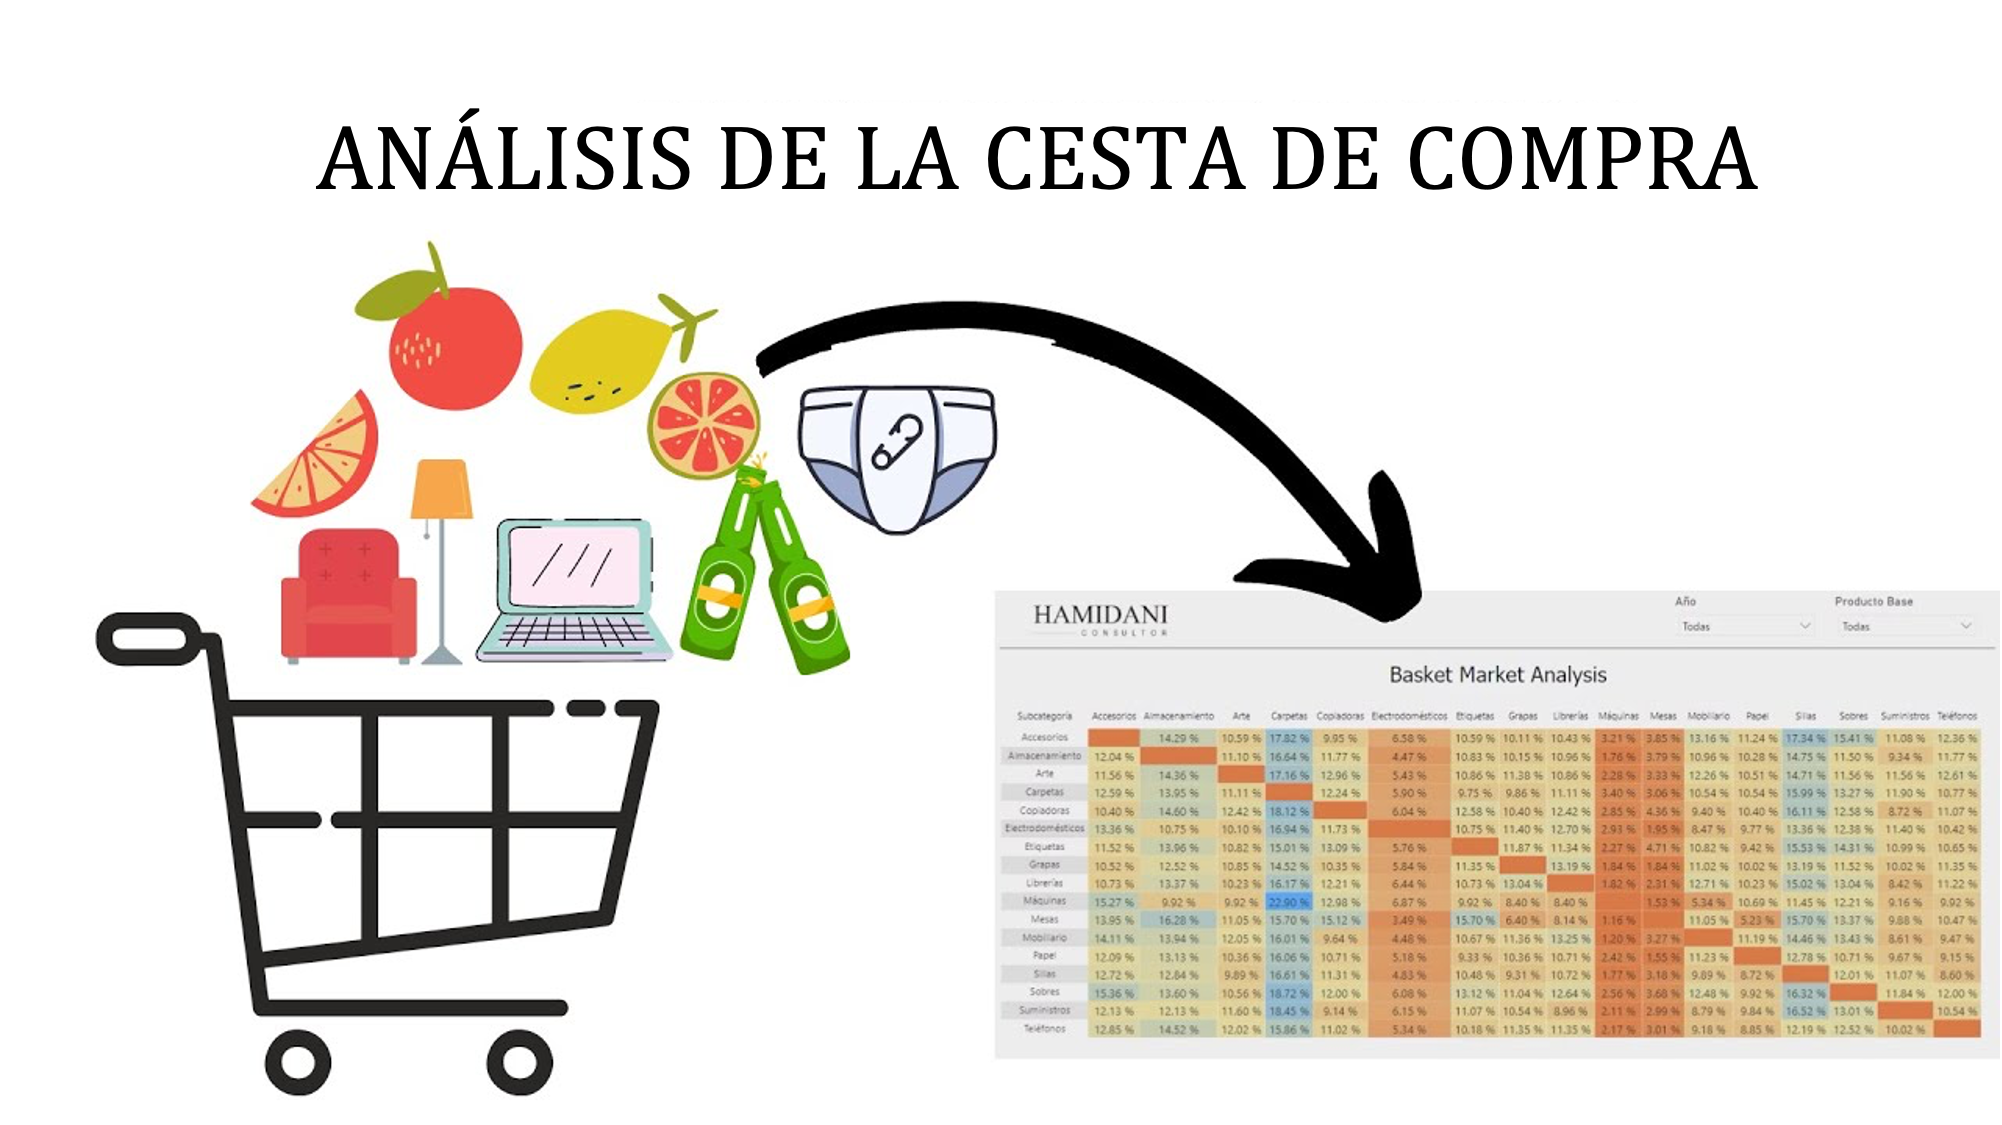 ANÁLISIS DE LA CESTA DE COMPRA
HAMIDANI
CONSULTOR
Año
Todas
Producto Base
Todas
Basket Market Analysis
Subcategoría Accesorios Almacenamiento Arte Carpetas Copiadoras Electrodomésticos Etiquetas Grapas Librerías Máquinas Mesas Mobiliario Papel Sillas Sobres Suministros Teléfonos
Accesorios 14.29 % 10.59 % 17.82 % 9.95 % 6.58 % 10.59 % 10.11 % 10.43 % 3.21 % 3.85 % 13.16 % 11.24 % 17.34 % 15.41 % 11.08 % 12.36 %
Almacenamiento 12.04 % 11.10 % 16.64 % 11.77 % 4.47 % 10.83 % 10.15 % 10.96 % 1.76 % 3.79 % 10.96 % 10.28 % 14.75 % 11.50 % 9.34 % 11.77 %
Arte 11.56 % 14.36 % 17.16 % 12.96 % 5.43 % 10.86 % 11.38 % 10.86 % 2.28 % 3.33 % 12.26 % 10.51 % 14.71 % 11.56 % 11.56 % 12.61 %
Carpetas 12.59 % 13.95 % 11.11 % 12.24 % 5.90 % 9.75 % 9.86 % 11.11 % 3.40 % 3.06 % 10.54 % 10.54 % 15.99 % 13.27 % 11.90 % 10.77 %
Copiadoras 10.40 % 14.60 % 12.42 % 18.12 % 6.04 % 12.58 % 10.40 % 12.42 % 2.85 % 4.36 % 9.40 % 10.40 % 16.11 % 12.58 % 8.72 % 11.07 %
Electrodomésticos 13.36 % 10.75 % 10.10 % 16.94 % 11.73 % 10.75 % 11.40 % 12.70 % 2.93 % 1.95 % 8.47 % 9.77 % 13.36 % 12.38 % 11.40 % 10.42 %
Etiquetas 11.52 % 13.96 % 10.82 % 15.01 % 13.09 % 5.76 % 11.87 % 11.34 % 2.27 % 4.71 % 10.82 % 9.42 % 15.53 % 14.31 % 10.99 % 10.65 %
Grapas 10.52 % 12.52 % 10.85 % 14.52 % 10.35 % 5.84 % 11.35 % 13.19 % 1.84 % 1.84 % 11.02 % 10.02 % 13.19 % 11.52 % 10.02 % 11.35 %
Librerías 10.73 % 13.37 % 10.23 % 16.17 % 12.21 % 6.44 % 10.73 % 13.04 % 1.82 % 2.31 % 12.71 % 10.23 % 15.02 % 13.04 % 8.42 % 11.22 %
Máquinas 15.27 % 9.92 % 9.92 % 22.90 % 12.98 % 6.87 % 9.92 % 8.40 % 8.40 % 1.53 % 5.34 % 10.69 % 11.45 % 12.21 % 9.16 % 9.92 %
Mesas 13.95 % 16.28 % 11.05 % 15.70 % 15.12 % 3.49 % 15.70 % 6.40 % 8.14 % 1.16 % 11.05 % 5.23 % 15.70 % 13.37 % 9.88 % 10.47 %
Mobiliario 14.11 % 13.94 % 12.05 % 16.01 % 9.64 % 4.48 % 10.67 % 11.36 % 13.25 % 1.20 % 3.27 % 11.19 % 14.46 % 13.43 % 8.61 % 9.47 %
Papel 12.09 % 13.13 % 10.36 % 16.06 % 10.71 % 5.18 % 9.33 % 10.36 % 10.71 % 2.42 % 1.55 % 11.23 % 12.78 % 10.71 % 9.67 % 9.15 %
Sillas 12.72 % 12.84 % 9.89 % 16.61 % 11.31 % 4.83 % 10.48 % 9.31 % 10.72 % 1.77 % 3.18 % 9.89 % 8.72 % 12.01 % 11.07 % 8.60 %
Sobres 15.36 % 13.60 % 10.56 % 18.72 % 12.00 % 6.08 % 13.12 % 11.04 % 12.64 % 2.56 % 3.68 % 12.48 % 9.92 % 16.32 % 11.84 % 12.00 %
Suministros 12.13 % 12.13 % 11.60 % 18.45 % 9.14 % 6.15 % 11.07 % 10.54 % 8.96 % 2.11 % 2.99 % 8.79 % 9.84 % 16.52 % 13.01 % 10.54 %
Teléfonos 12.85 % 14.52 % 12.02 % 15.86 % 11.02 % 5.34 % 10.18 % 11.35 % 11.35 % 2.17 % 3.01 % 9.18 % 8.85 % 12.19 % 12.52 % 10.02 %